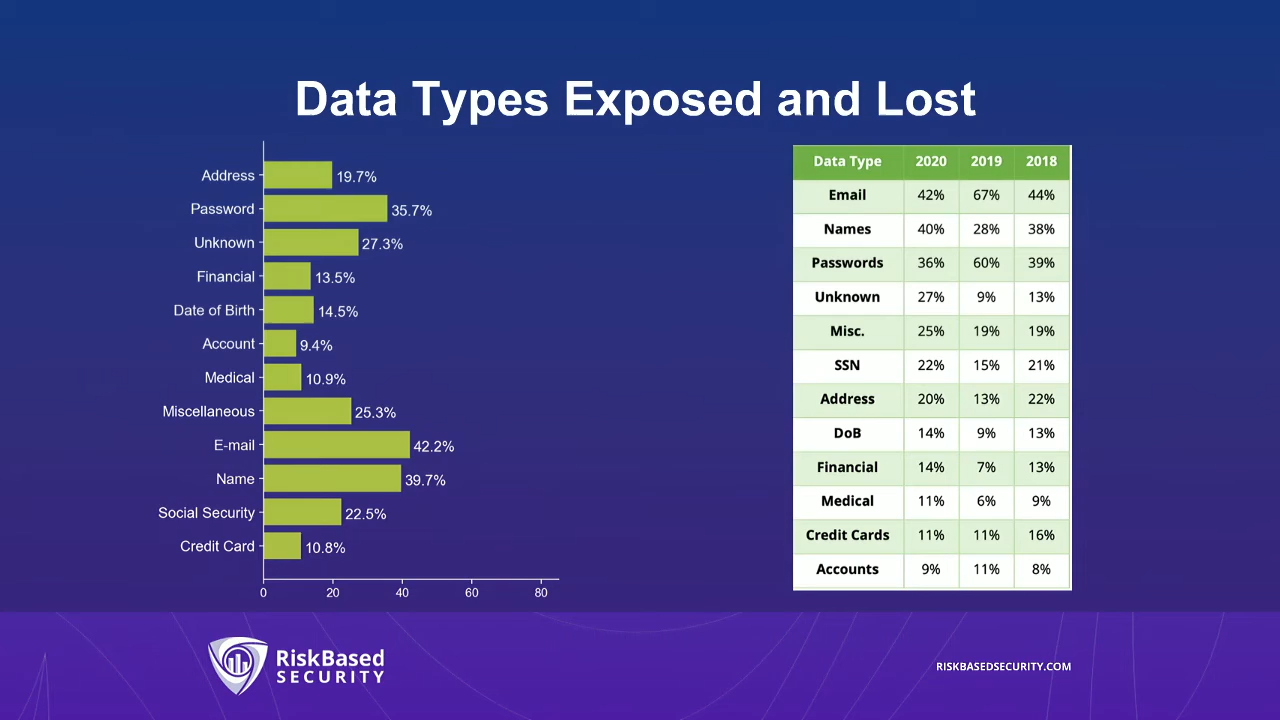 Data Types Exposed and Lost
Address 19.7%
Password 35.7%
Unknown 27.3%
Financial 13.5%
Date of Birth 14.5%
Account 9.4%
Medical 10.9%
Miscellaneous 25.3%
E-mail 42.2%
Name 39.7%
Social Security 22.5%
Credit Card 10.8%
0 20 40 60 80
Data Type 2020 2019 2018
Email 42% 67% 44%
Names 40% 28% 38%
Passwords 36% 60% 39%
Unknown 27% 9% 13%
Misc. 25% 19% 19%
SSN 22% 15% 21%
Address 20% 13% 22%
DoB 14% 9% 13%
Financial 14% 7% 13%
Medical 11% 6% 9%
Credit Cards 11% 11% 16%
Accounts 9% 11% 8%
RiskBased
SECURITY
RISKBASEDSECURITY.COM